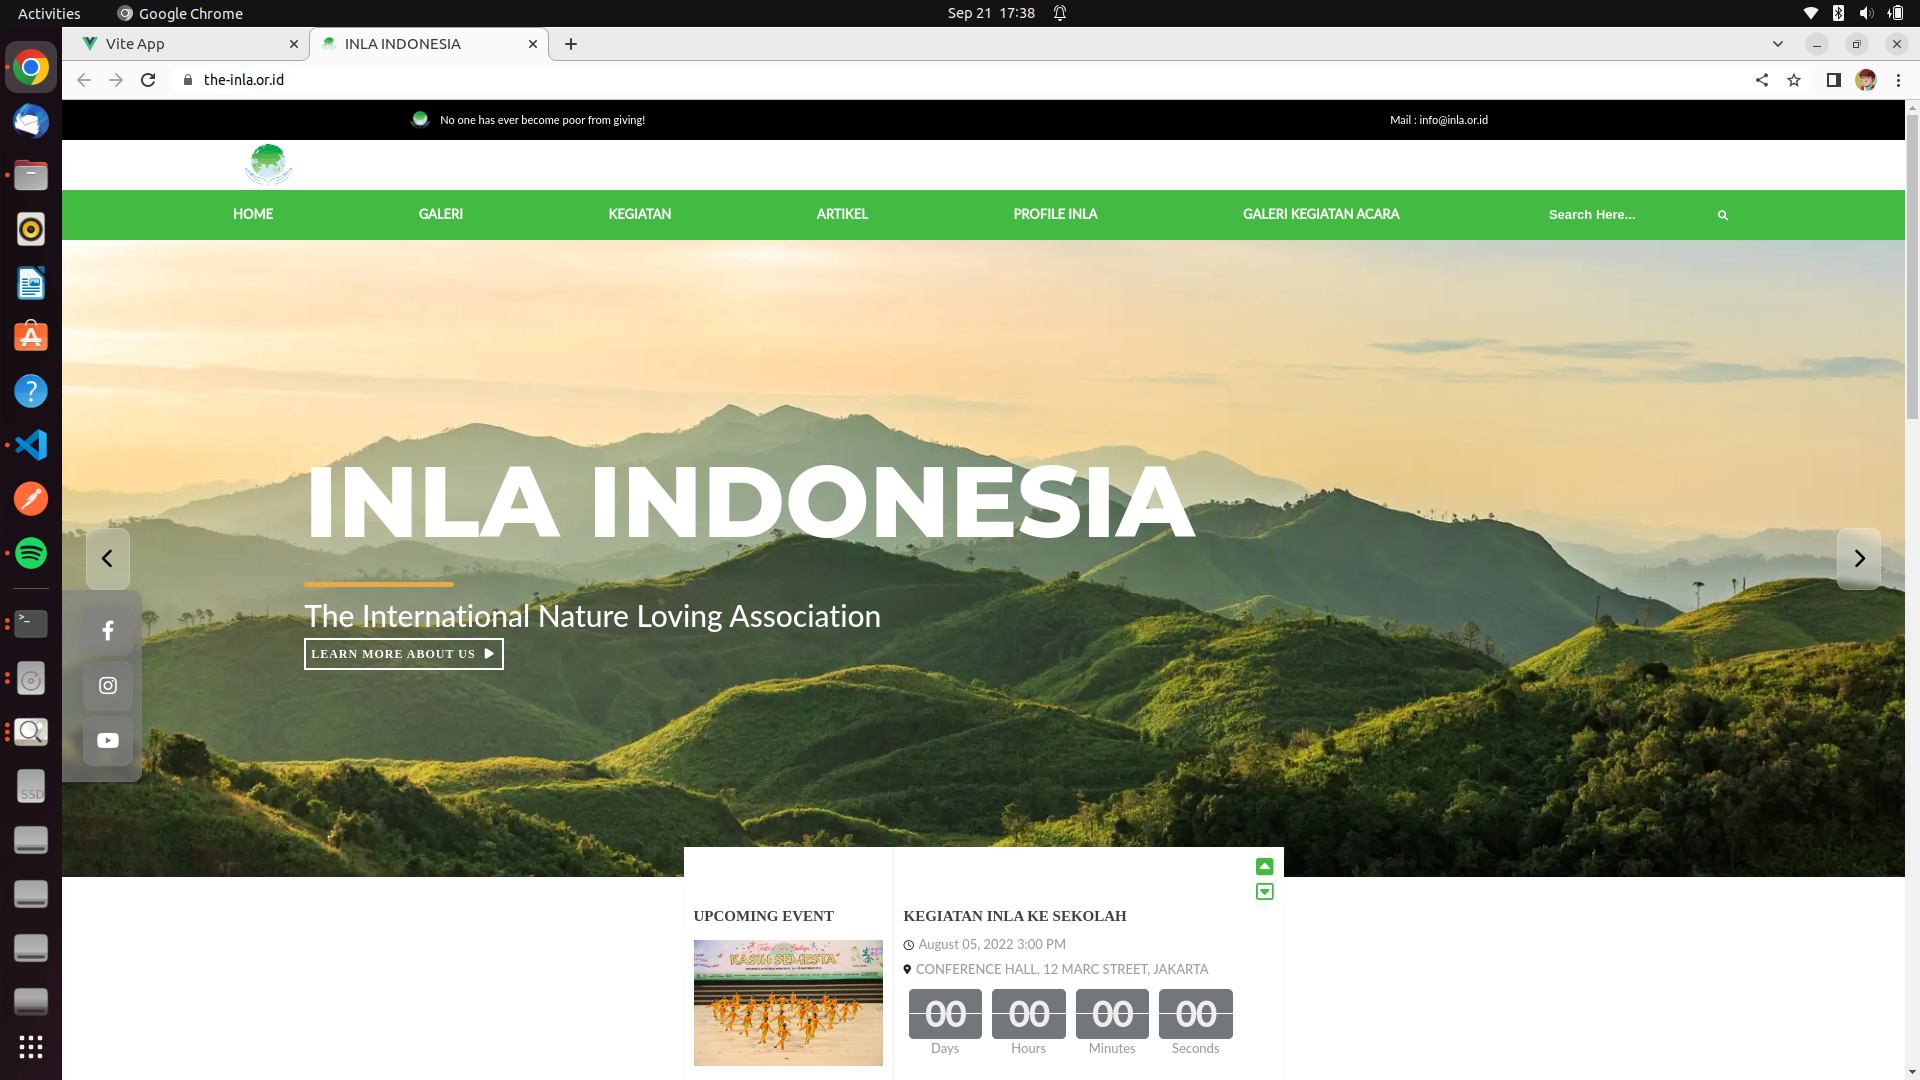 Activities
Google Chrome
Sep 21 17:38
Vite App
INLA INDONESIA
the-inla.or.id
No one has ever become poor from giving!
Mail : info@inla.or.id
HOME
GALERI
KEGIATAN
ARTIKEL
PROFILE INLA
GALERI KEGIATAN ACARA
Search Here...
INLA INDONESIA
The International Nature Loving Association
LEARN MORE ABOUT US
SSD
UPCOMING EVENT
KASIH SEMESTA
KEGIATAN INLA KE SEKOLAH
August 05, 2022 3:00 PM
CONFERENCE HALL, 12 MARC STREET, JAKARTA
00 00 00 00
Days Hours Minutes Seconds